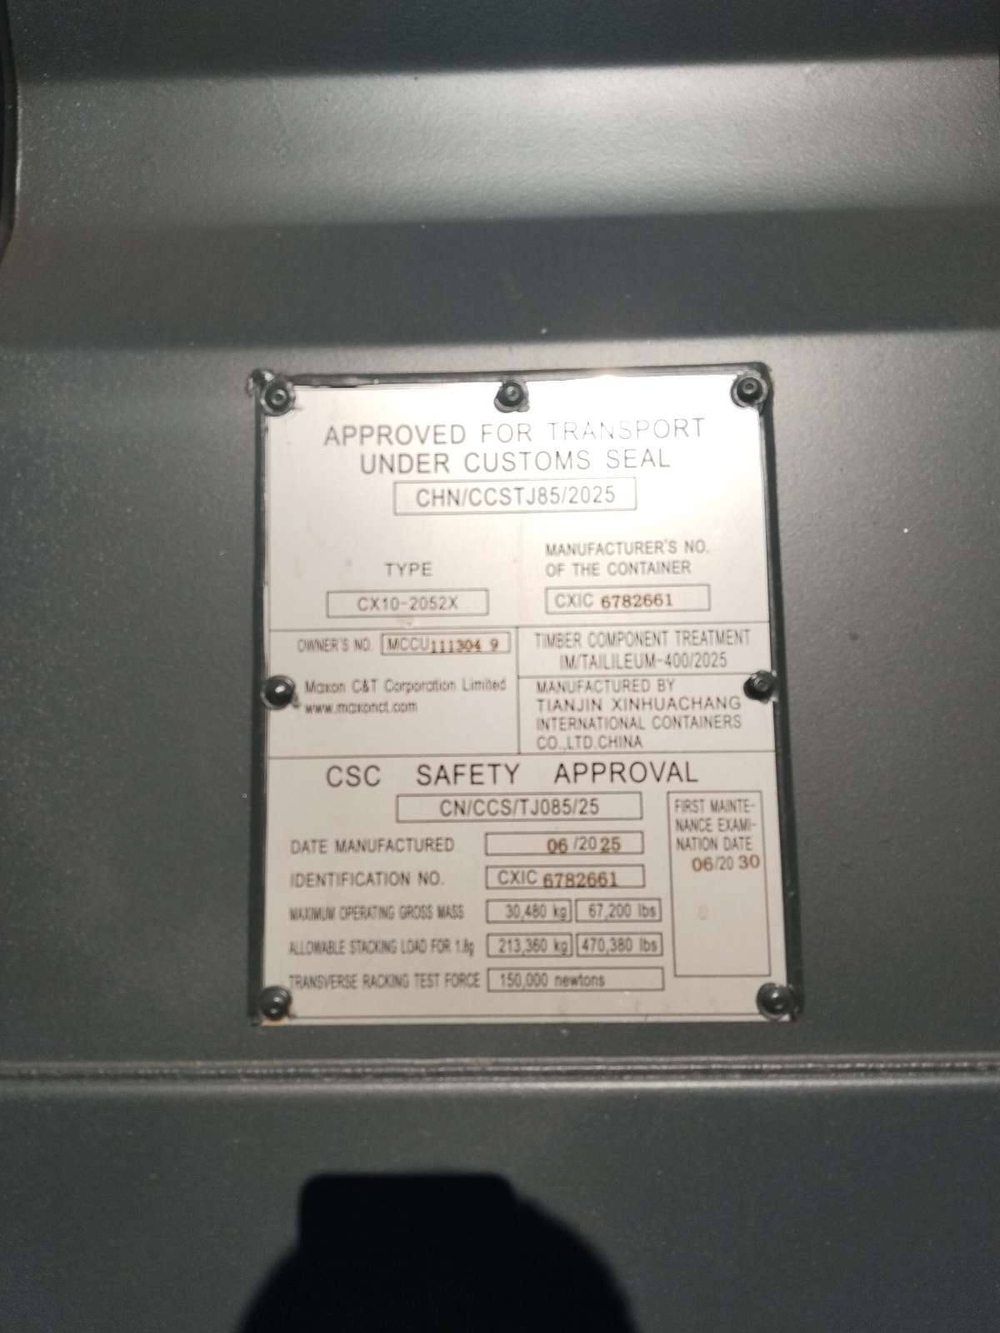 APPROVED FOR TRANSPORT
UNDER CUSTOMS SEAL
CHN/CCSTJ85/2025
TYPE
CX10-2052X
MANUFACTURER'S NO.
OF THE CONTAINER
CXIC 6782661
OWNER'S NO. MCCU 111304 9
Maxon C&T Corporation Limited
www.maxonct.com
TIMBER COMPONENT TREATMENT
IM/TAILILEUM-400/2025
MANUFACTURED BY
TIANJIN XINHUACHANG
INTERNATIONAL CONTAINERS
CO.,LTD.CHINA
CSC SAFETY APPROVAL
CN/CCS/TJ085/25
DATE MANUFACTURED 06/2025
IDENTIFICATION NO. CXIC 6782661
MAXIMUM OPERATING GROSS MASS 30,480 kg 67,200 lbs
ALLOWABLE STACKING LOAD FOR 1.8g 213,360 kg 470,380 lbs
TRANSVERSE RACKING TEST FORCE 150,000 newtons
FIRST MAINTE-
NANCE EXAMI-
NATION DATE
06/20 30